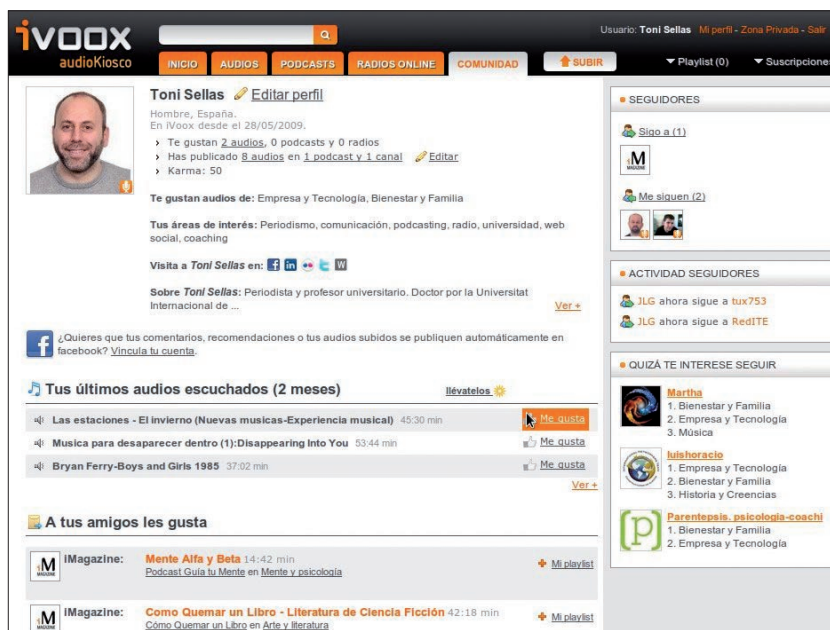 iVOOX
audioKiosco
Usuario: Toni Sellas Mi perfil - Zona Privada - Salir
INICIO AUDIOS PODCASTS RADIOS ONLINE COMUNIDAD SUBIR Playlist (0) Suscripciones
Toni Sellas Editar perfil
Hombre, España.
En iVoox desde el 28/05/2009.
Te gustan 2 audios, 0 podcasts y 0 radios
Has publicado 8 audios en 1 podcast y 1 canal Editar
Karma: 50
Te gustan audios de: Empresa y Tecnología, Bienestar y Familia
Tus áreas de interés: Periodismo, comunicación, podcasting, radio, universidad, web
social, coaching
Visita a Toni Sellas en:
Sobre Toni Sellas: Periodista y profesor universitario. Doctor por la Universitat
Internacional de ... Ver +
¿Quieres que tus comentarios, recomendaciones o tus audios subidos se publiquen automáticamente en
facebook? Vincula tu cuenta.
Tus últimos audios escuchados (2 meses) llévatelos
Las estaciones - El invierno (Nuevas musicas-Experiencia musical) 45:30 min Me gusta
Musica para desaparecer dentro (1):Disappearing Into You 53:44 min Me gusta
Bryan Ferry-Boys and Girls 1985 37:02 min Me gusta
Ver +
A tus amigos les gusta
iMagazine: Mente Alfa y Beta 14:42 min Mi playlist
Podcast Guía tu Mente en Mente y psicología
iMagazine: Como Quemar un Libro - Literatura de Ciencia Ficción 42:18 min Mi playlist
Cómo Quemar un Libro en Arte y literatura
SEGUIDORES
Sigo a (1)
Me siguen (2)
ACTIVIDAD SEGUIDORES
JLG ahora sigue a tux753
JLG ahora sigue a RedITE
QUIZÁ TE INTERESE SEGUIR
Martha
1. Bienestar y Familia
2. Empresa y Tecnología
3. Música
luishoracio
1. Empresa y Tecnología
2. Bienestar y Familia
3. Historia y Creencias
Parentepsis. psicologia-coachi
1. Bienestar y Familia
2. Empresa y Tecnología